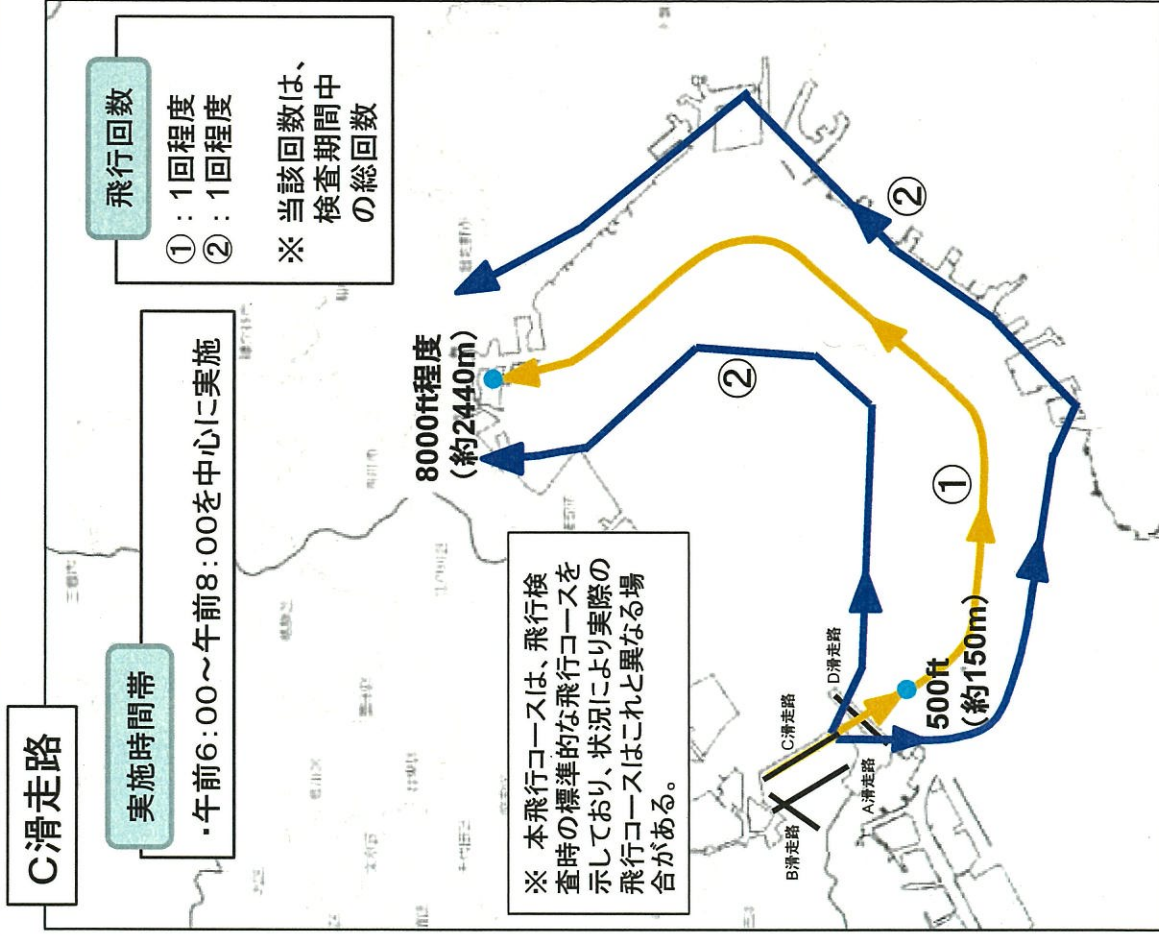 C滑走路
実施時間帯
・午前6:00～午前8:00を中心に実施
飛行回数
①：1回程度
②：1回程度
※ 当該回数は、
検査期間中
の総回数
※ 本飛行コースは、飛行検
査時の標準的な飛行コースを
示しており、状況により実際の
飛行コースはこれと異なる場
合がある。
8000ft程度
(約2440m)
②
②
①
500ft
(約150m)
B滑走路
A滑走路
C滑走路
D滑走路